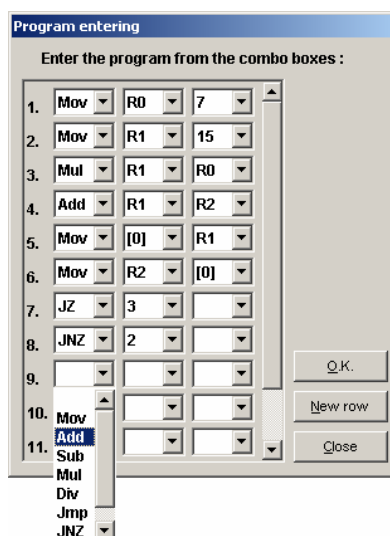 Program entering
Enter the program from the combo boxes :
1. Mov R0 7
2. Mov R1 15
3. Mul R1 R0
4. Add R1 R2
5. Mov [0] R1
6. Mov R2 [0]
7. JZ 3
8. JNZ 2
9.
O.K.
10. Mov
New row
Add
11. Sub
Close
Mul
Div
Jmp
JNZ